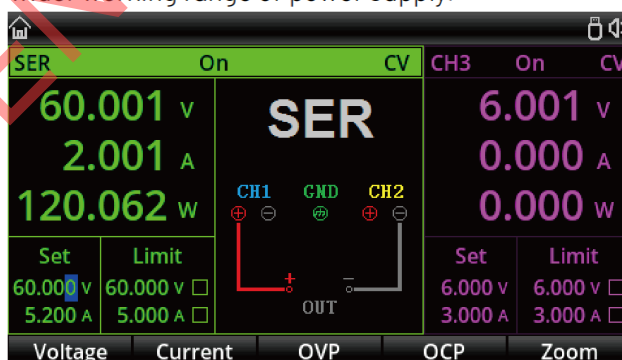 SER On CV CH3 On CV
60.001 V
2.001 A
120.062 W
SER
CH1 GND CH2
OUT
6.001 V
0.000 A
0.000 W
Set Limit
60.000 V 60.000 V
5.200 A 5.000 A
Set Limit
6.000 V 6.000 V
3.000 A 3.000 A
Voltage Current OVP OCP Zoom